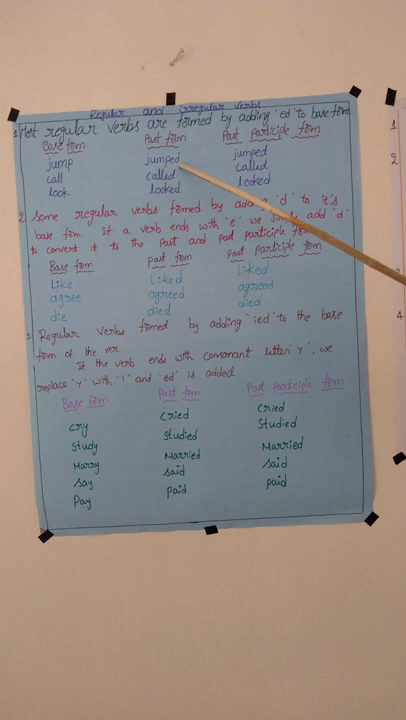 Regular and irregular verbs
1. Most regular verbs are formed by adding 'ed to base form.
Base form Past form Past participle form
jump jumped jumped
call called called
look looked looked
2. Some regular verbs formed by adding 'd' to it's
base form. If a verb ends with 'e' we simply add 'd'
to convert it to the Past and past participle
Base form past form past participle form
Like Liked Liked
agree agreed agreed
die died died
3. Regular verbs formed by adding 'ied' to the base
form of the ver.
If the verb ends with consonant letter 'y', we
replace 'y' with 'i' and 'ed' is added
Base form Past form Past Participle form
cry cried cried
study studied Studied
Marry Married Married
say said said
Pay paid paid
1
2
3
4